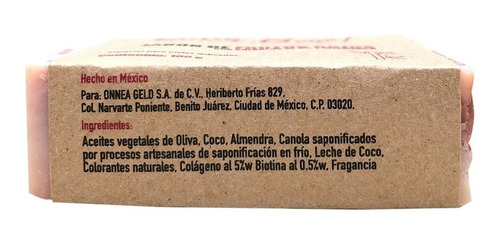 Hecho en México
Para: ONNEA GELD S.A. de C.V., Heriberto Frías 829,
Col. Narvarte Poniente, Benito Juárez, Ciudad de México, C.P. 03020.
Ingredientes:
Aceites vegetales de Oliva, Coco, Almendra, Canola saponificados
por procesos artesanales de saponificación en frío, Leche de Coco,
Colorantes naturales, Colágeno al 5%w Biotina al 0.5%w, Fragancia